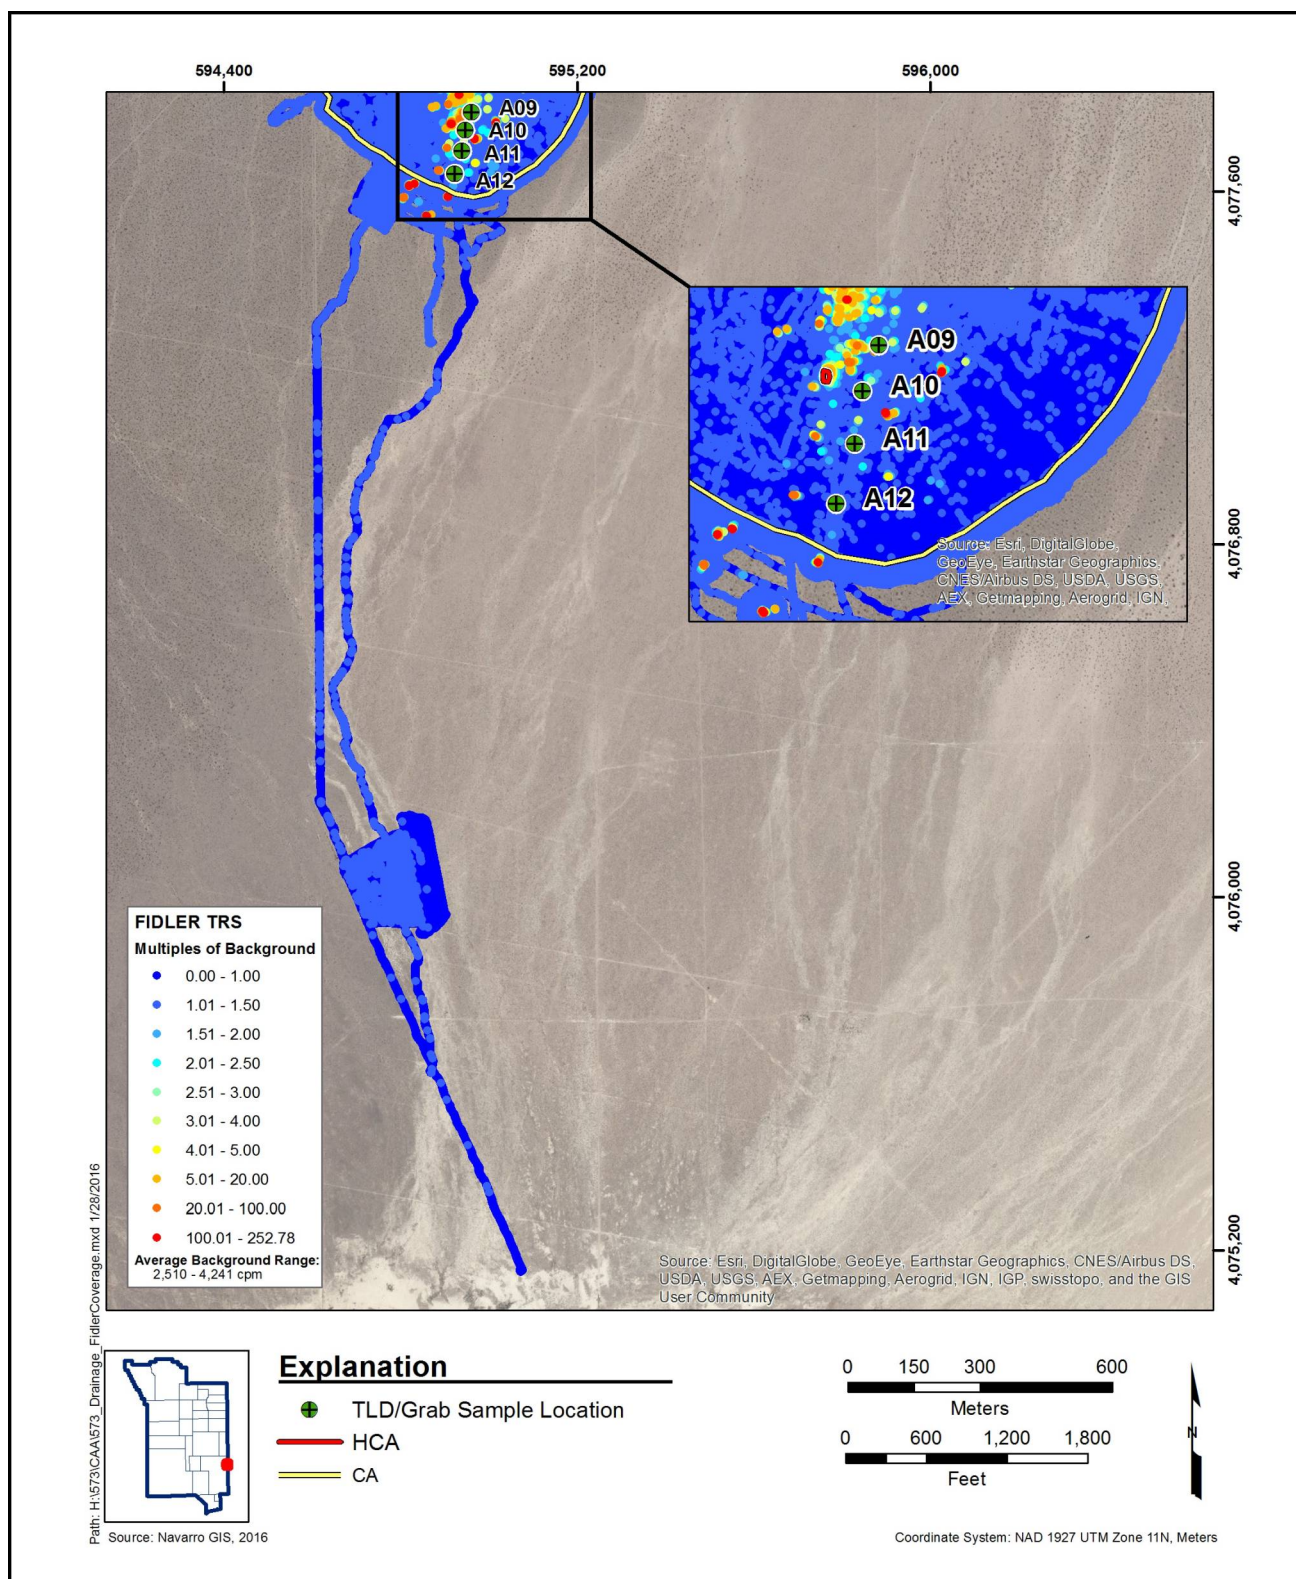 594,400
595,200
596,000
A09
A10
A11
A12
4,077,600
A09
A10
A11
A12
Source: Esri, DigitalGlobe,
GeoEye, Earthstar Geographics,
CNES/Airbus DS, USDA, USGS,
AEX, Getmapping, Aerogrid, IGN,
4,076,800
4,076,000
FIDLER TRS
Multiples of Background
0.00 - 1.00
1.01 - 1.50
1.51 - 2.00
2.01 - 2.50
2.51 - 3.00
3.01 - 4.00
4.01 - 5.00
5.01 - 20.00
20.01 - 100.00
100.01 - 252.78
Average Background Range:
2,510 - 4,241 cpm
4,075,200
Source: Esri, DigitalGlobe, GeoEye, Earthstar Geographics, CNES/Airbus DS,
USDA, USGS, AEX, Getmapping, Aerogrid, IGN, IGP, swisstopo, and the GIS
User Community
Path: H:\573\CAA\573_Drainage_FidlerCoverage.mxd 1/28/2016
Explanation
TLD/Grab Sample Location
HCA
CA
0 150 300 600
Meters
0 600 1,200 1,800
Feet
N
Source: Navarro GIS, 2016
Coordinate System: NAD 1927 UTM Zone 11N, Meters